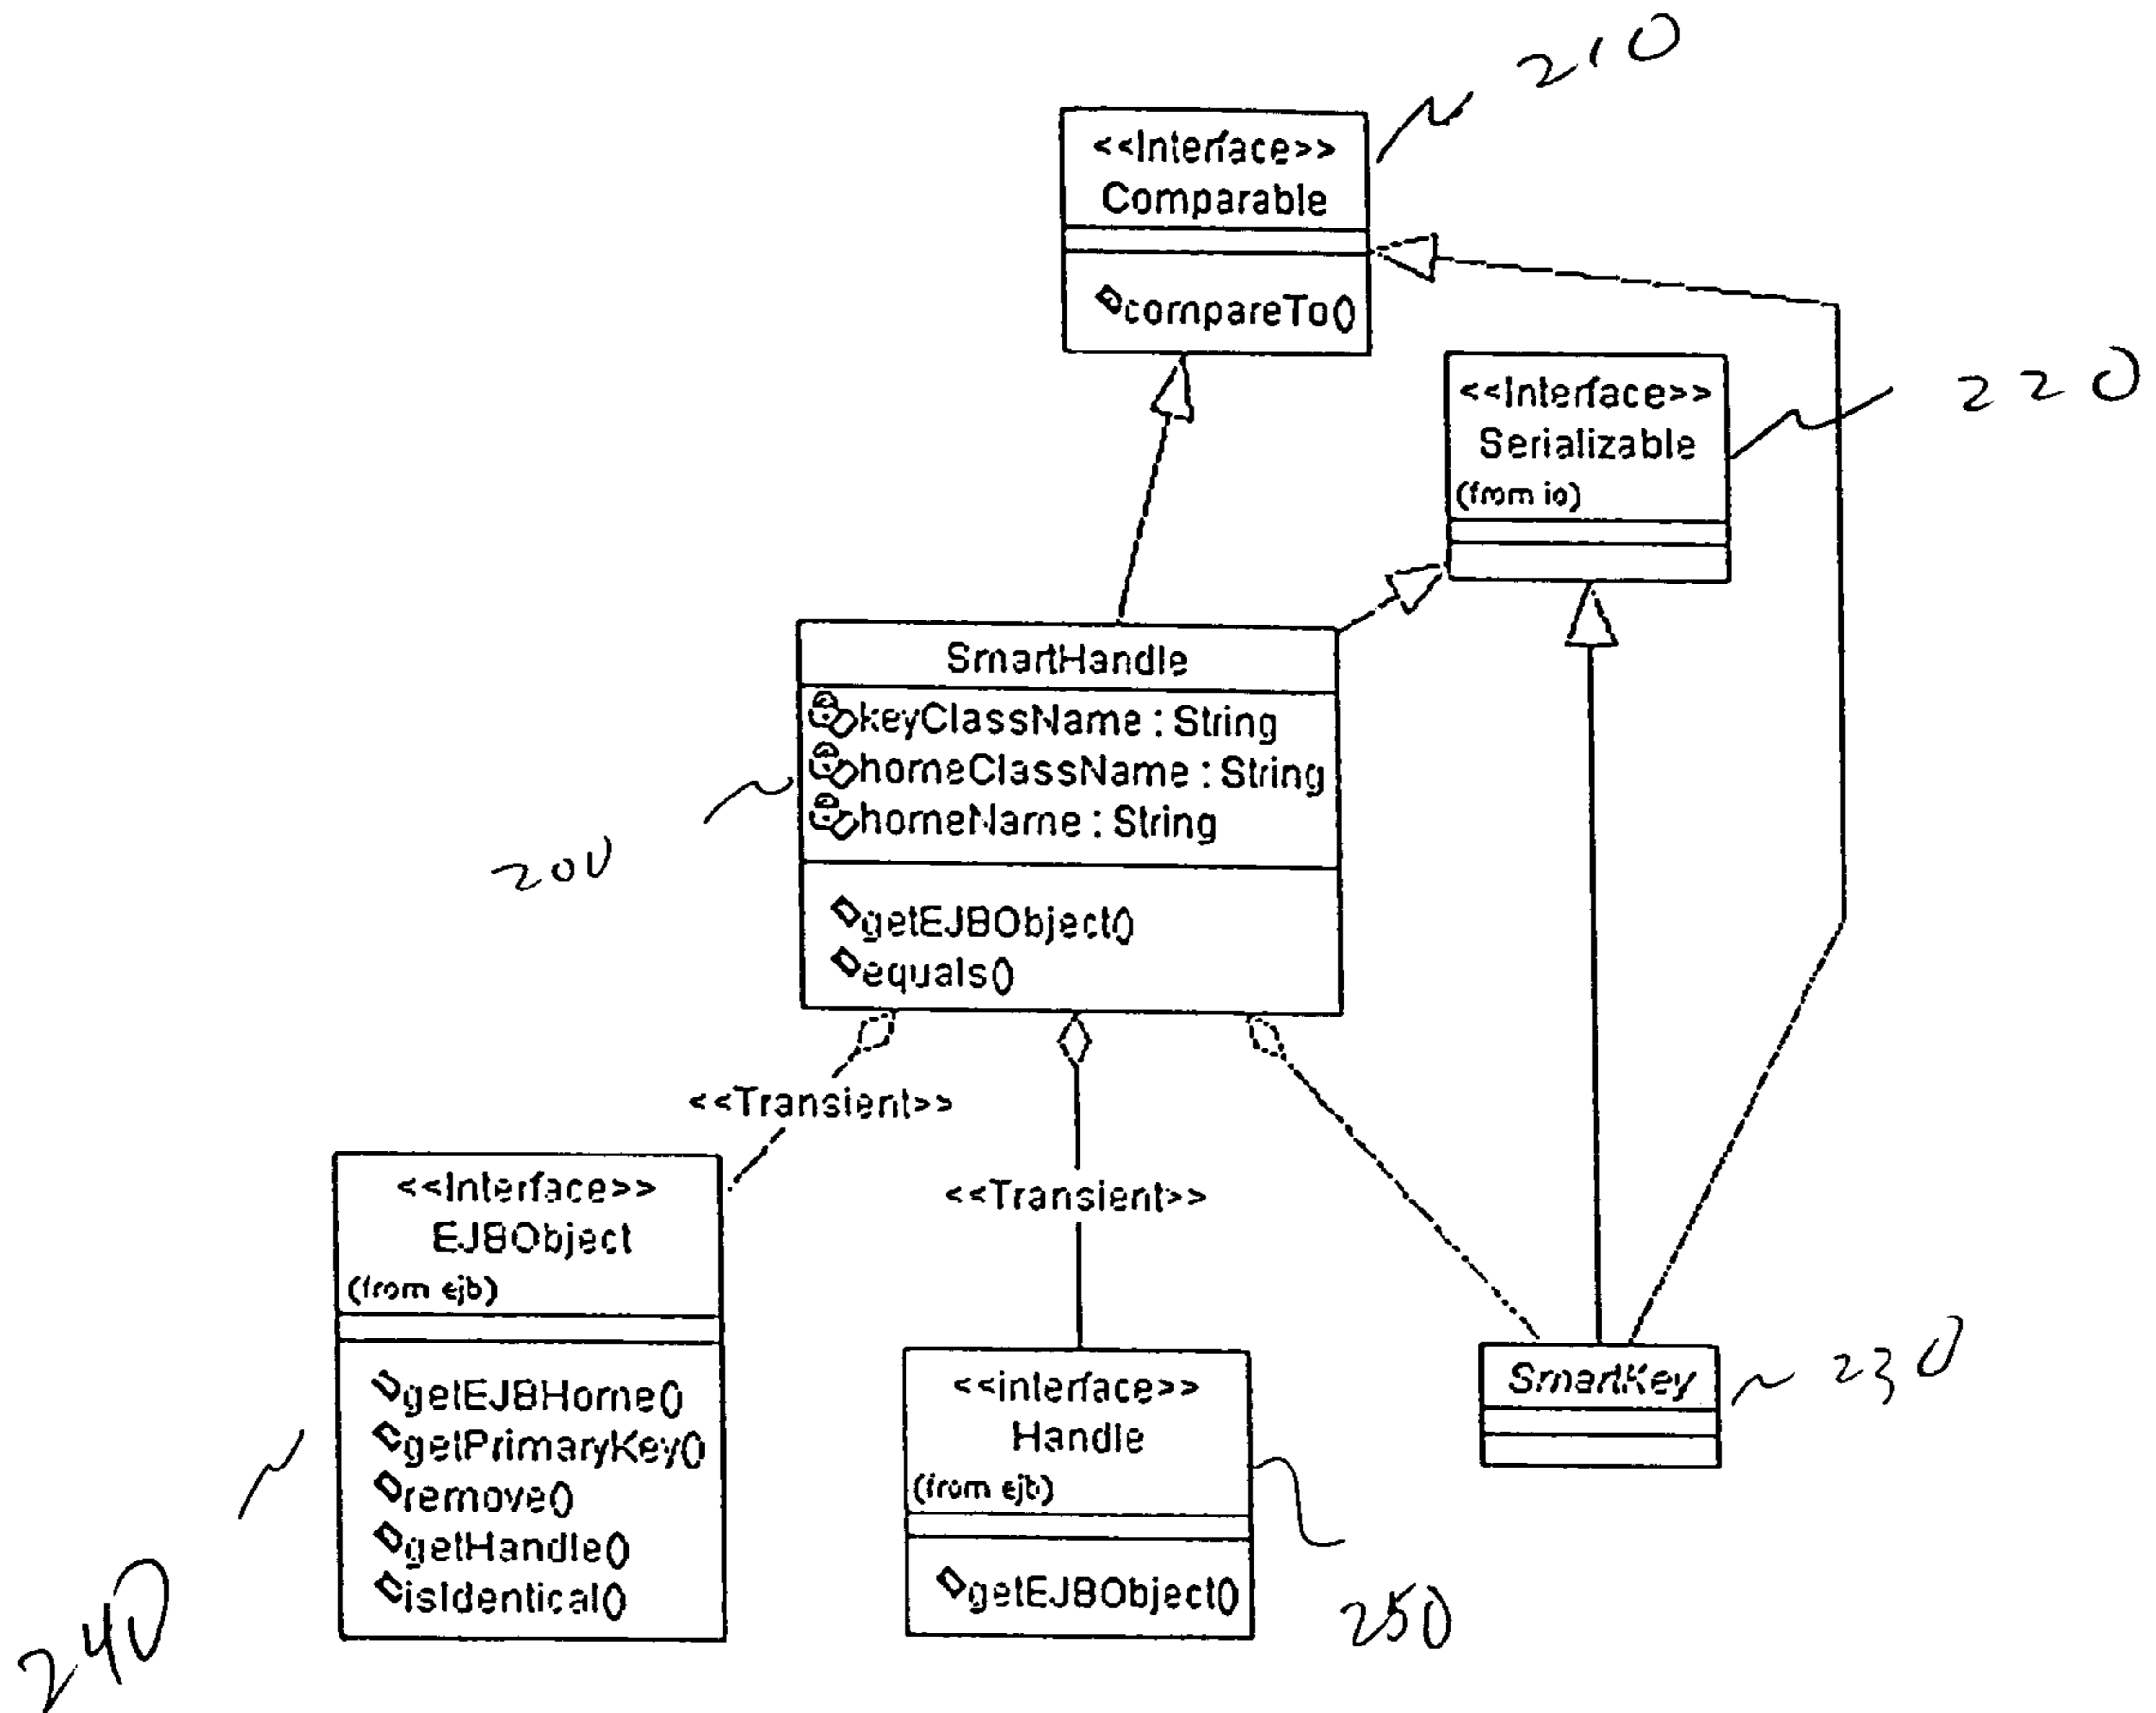 210
<<Interface>>
Comparable
compareTo()
<<Interface>>
Serializable
(from io)
220
SmartHandle
keyClassName : String
homeClassName : String
homeName : String
getEJBObject()
equals()
200
<<Transient>>
<<Transient>>
<<Interface>>
EJBObject
(from ejb)
getEJBHome()
getPrimaryKey()
remove()
getHandle()
isIdentical()
240
<<interface>>
Handle
(from ejb)
getEJBObject()
250
SmartKey
230